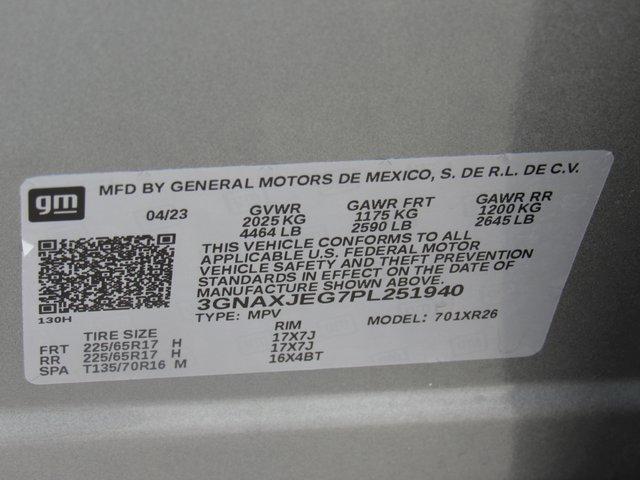 gm MFD BY GENERAL MOTORS DE MEXICO, S. DE R.L. DE C.V.
04/23 GVWR GAWR FRT GAWR RR
2025 KG 1175 KG 1200 KG
4464 LB 2590 LB 2645 LB
THIS VEHICLE CONFORMS TO ALL
APPLICABLE U.S. FEDERAL MOTOR
VEHICLE SAFETY AND THEFT PREVENTION
STANDARDS IN EFFECT ON THE DATE OF
MANUFACTURE SHOWN ABOVE.
3GNAXJEG7PL251940
130H TYPE: MPV MODEL: 701XR26
TIRE SIZE RIM
FRT 225/65R17 H 17X7J
RR 225/65R17 H 17X7J
SPA T135/70R16 M 16X4BT